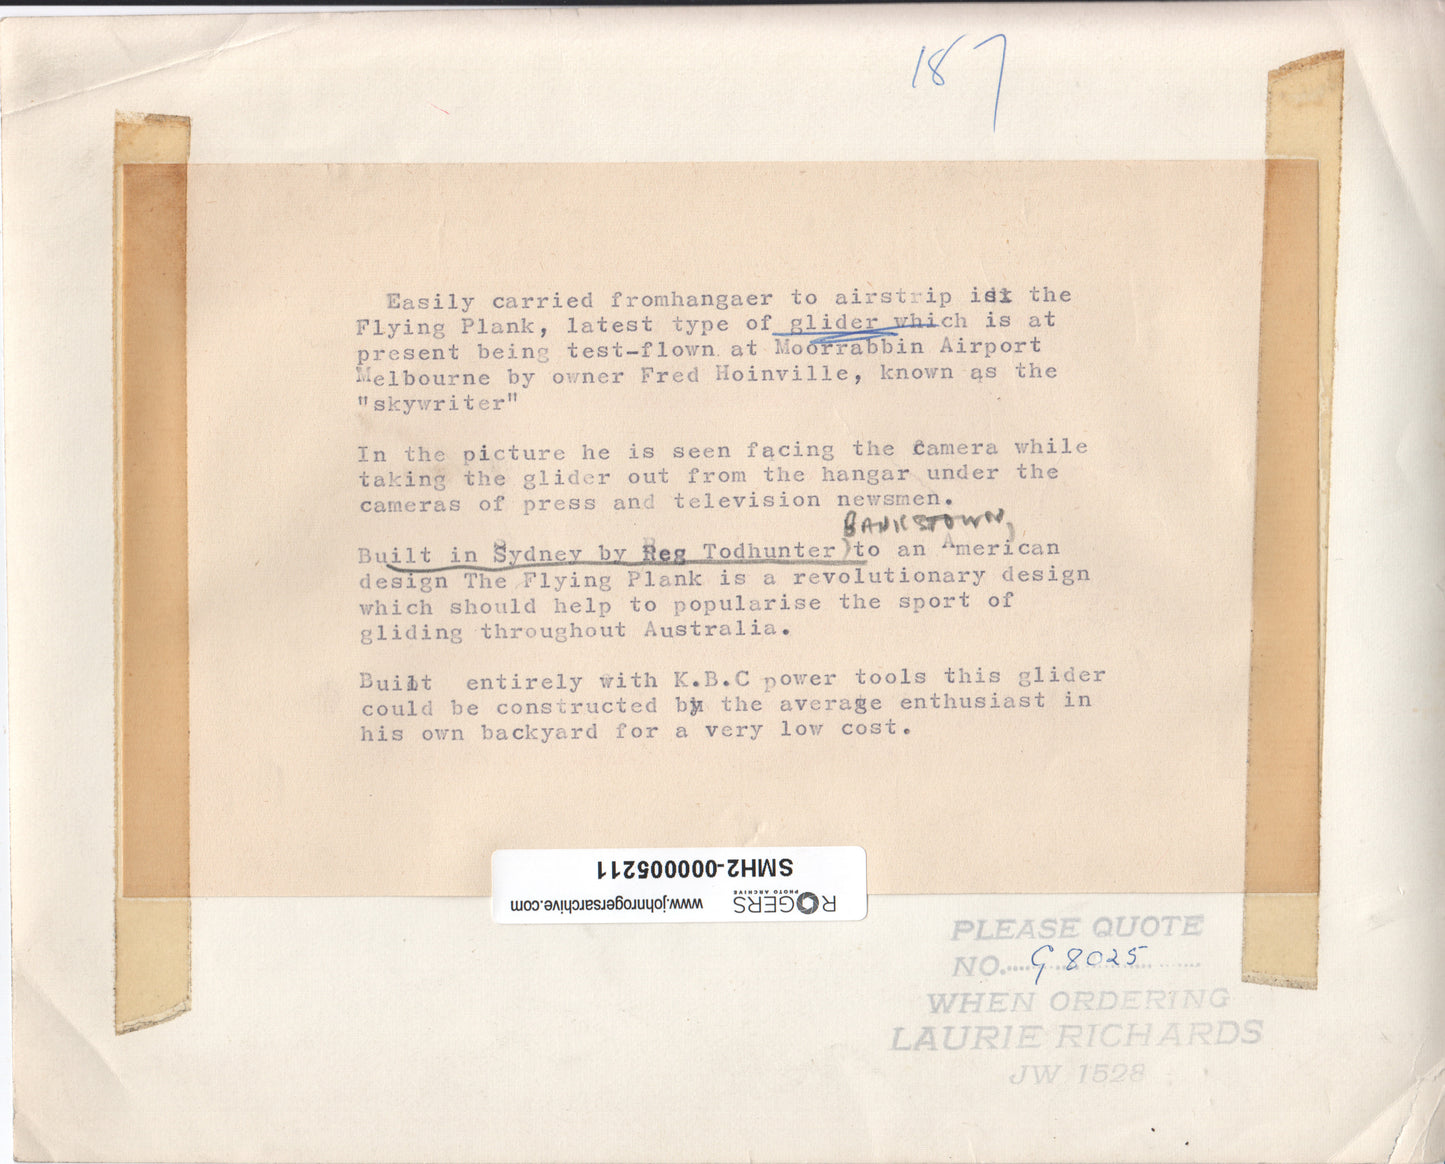 187
Easily carried fromhangaer to airstrip is the
Flying Plank, latest type of glider which is at
present being test-flown at Moorrabbin Airport
Melbourne by owner Fred Hoinville, known as the
"skywriter"
In the picture he is seen facing the camera while
taking the glider out from the hangar under the
cameras of press and television newsmen.
BANKSTOWN,
Built in Sydney by Reg Todhunter ) to an American
design The Flying Plank is a revolutionary design
which should help to popularise the sport of
gliding throughout Australia.
Built entirely with K.B.C power tools this glider
could be constructed by the average enthusiast in
his own backyard for a very low cost.
SMH2-000005211
ROGERS www.johnrogersarchive.com
PHOTO ARCHIVE
PLEASE QUOTE
NO. G 8025
WHEN ORDERING
LAURIE RICHARDS
JW 1528